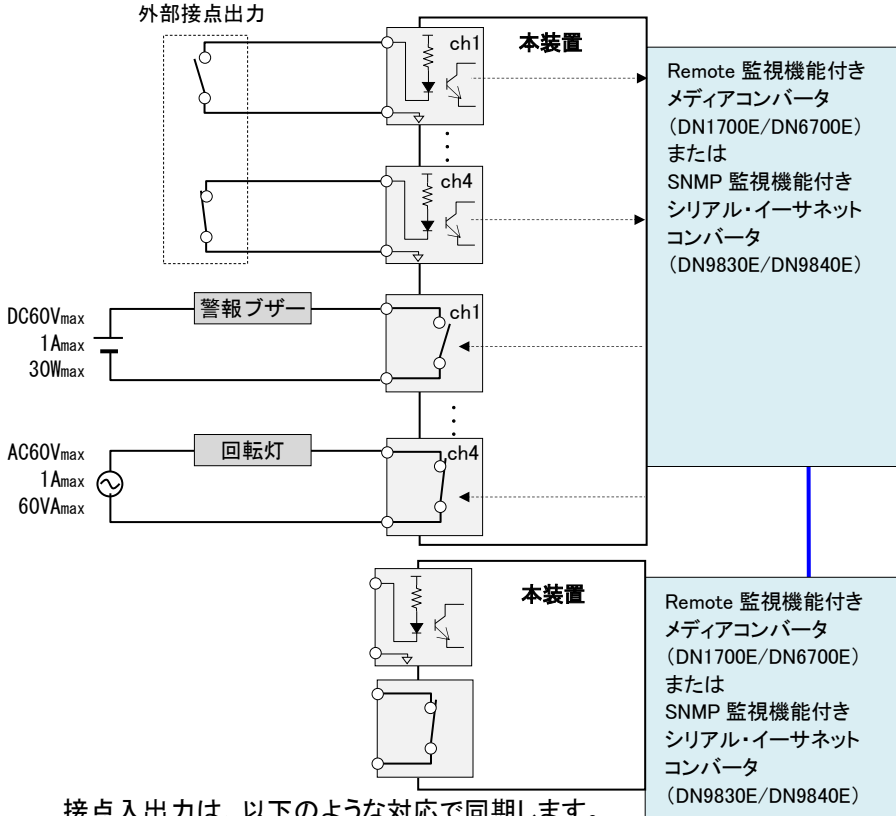 外部接点出力
ch1
本装置
Remote 監視機能付き
メディアコンバータ
(DN1700E/DN6700E)
または
SNMP 監視機能付き
シリアル・イーサネット
コンバータ
(DN9830E/DN9840E)
ch4
DC60Vmax
1Amax
30Wmax
警報ブザー
ch1
AC60Vmax
1Amax
60VAmax
回転灯
ch4
本装置
Remote 監視機能付き
メディアコンバータ
(DN1700E/DN6700E)
または
SNMP 監視機能付き
シリアル・イーサネット
コンバータ
(DN9830E/DN9840E)
接点入出力は、以下のような対応で同期します。